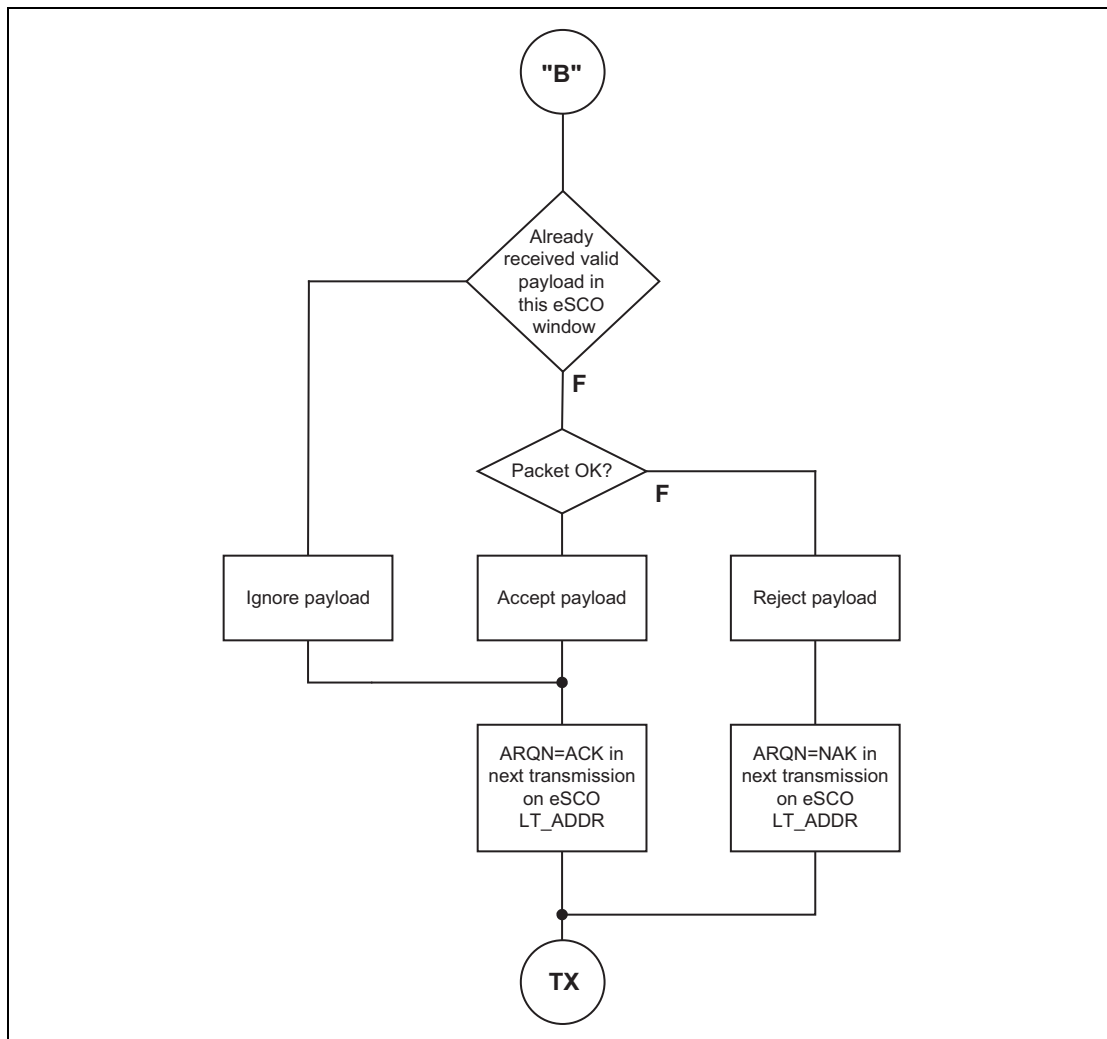 "B"
Already
received valid
payload in
this eSCO
window
F
Packet OK?
F
Ignore payload
Accept payload
Reject payload
ARQN=ACK in
next transmission
on eSCO
LT_ADDR
ARQN=NAK in
next transmission
on eSCO
LT_ADDR
TX